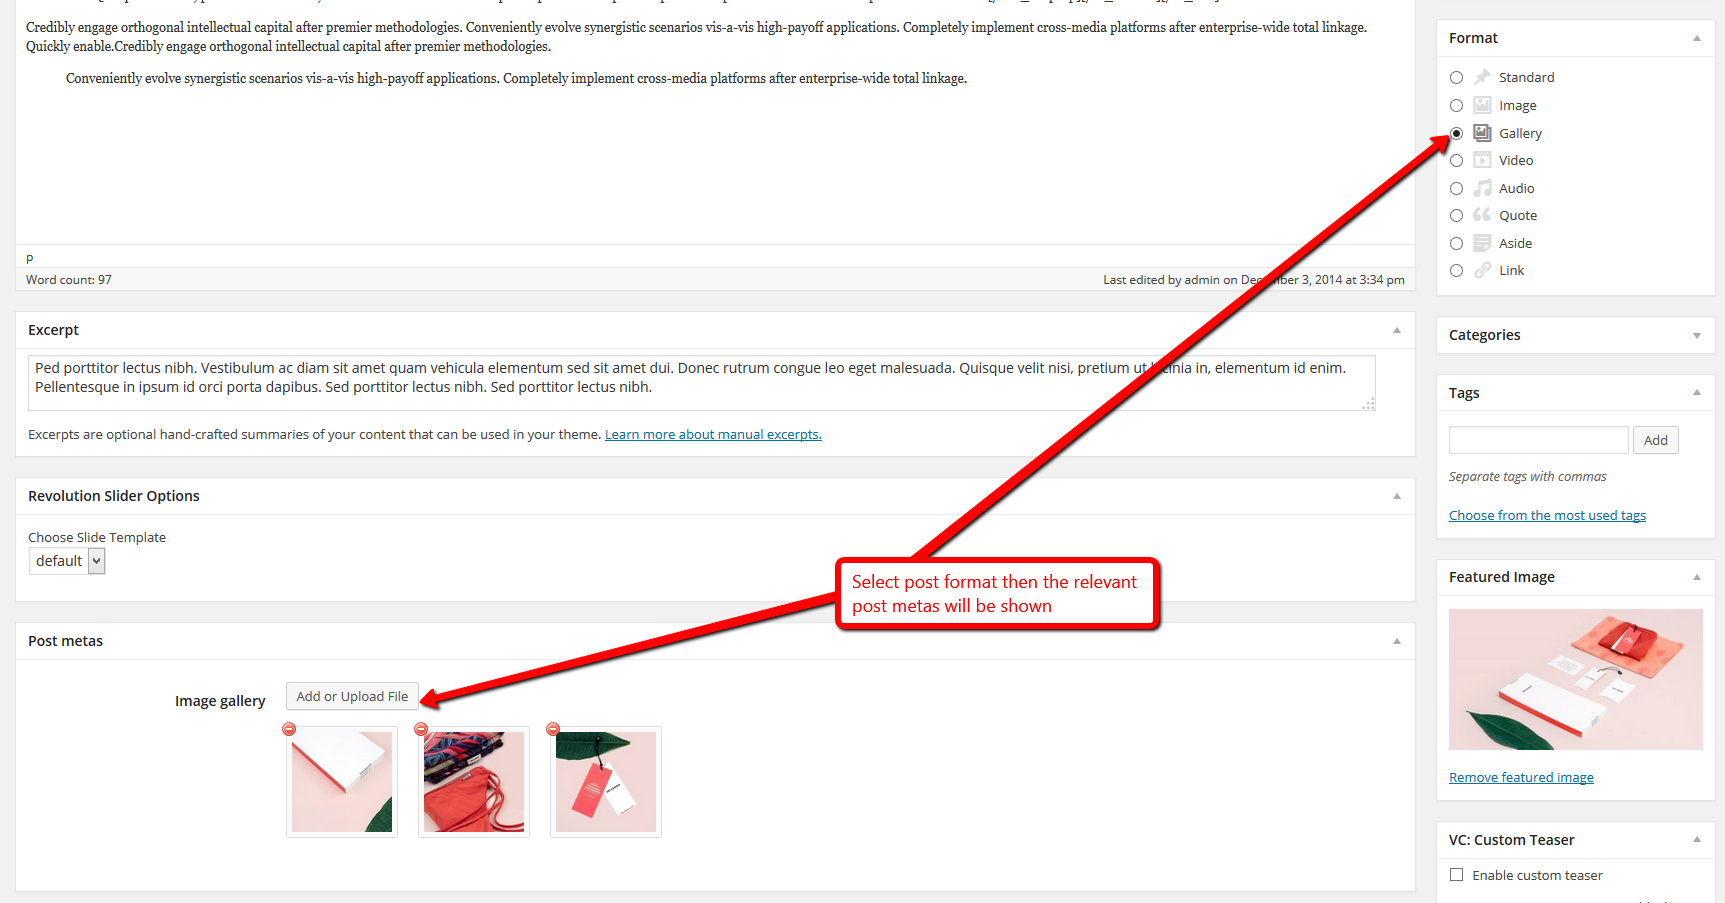 Credibly engage orthogonal intellectual capital after premier methodologies. Conveniently evolve synergistic scenarios vis-a-vis high-payoff applications. Completely implement cross-media platforms after enterprise-wide total linkage.
Quickly enable.Credibly engage orthogonal intellectual capital after premier methodologies.
Conveniently evolve synergistic scenarios vis-a-vis high-payoff applications. Completely implement cross-media platforms after enterprise-wide total linkage.
p
Word count: 97
Last edited by admin on December 3, 2014 at 3:34 pm
Excerpt
Ped porttitor lectus nibh. Vestibulum ac diam sit amet quam vehicula elementum sed sit amet dui. Donec rutrum congue leo eget malesuada. Quisque velit nisi, pretium ut lacinia in, elementum id enim.
Pellentesque in ipsum id orci porta dapibus. Sed porttitor lectus nibh. Sed porttitor lectus nibh.
Excerpts are optional hand-crafted summaries of your content that can be used in your theme. Learn more about manual excerpts.
Revolution Slider Options
Choose Slide Template
default
Select post format then the relevant
post metas will be shown
Post metas
Image gallery
Add or Upload File
Format
Standard
Image
Gallery
Video
Audio
Quote
Aside
Link
Categories
Tags
Add
Separate tags with commas
Choose from the most used tags
Featured Image
Remove featured image
VC: Custom Teaser
Enable custom teaser